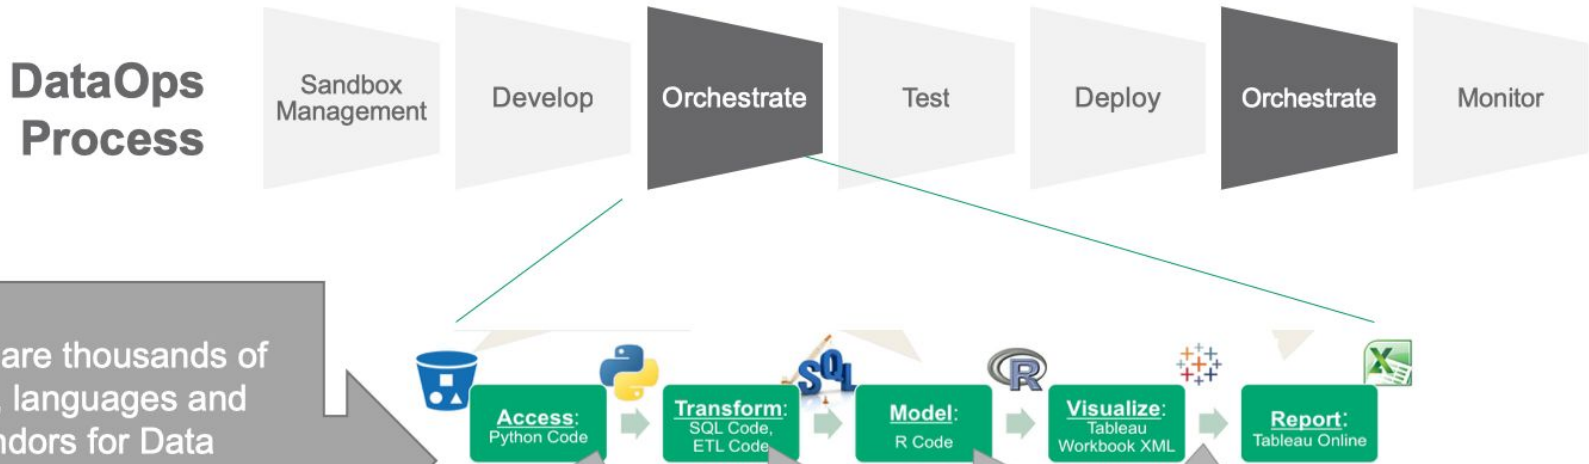 DataOps
Process
Sandbox
Management
Develop
Orchestrate
Test
Deploy
Orchestrate
Monitor
are thousands of
languages and
ndors for Data
SQL
R
X
Access:
Python Code
Transform:
SQL Code,
ETL Code
Model:
R Code
Visualize:
Tableau
Workbook XML
Report:
Tableau Online